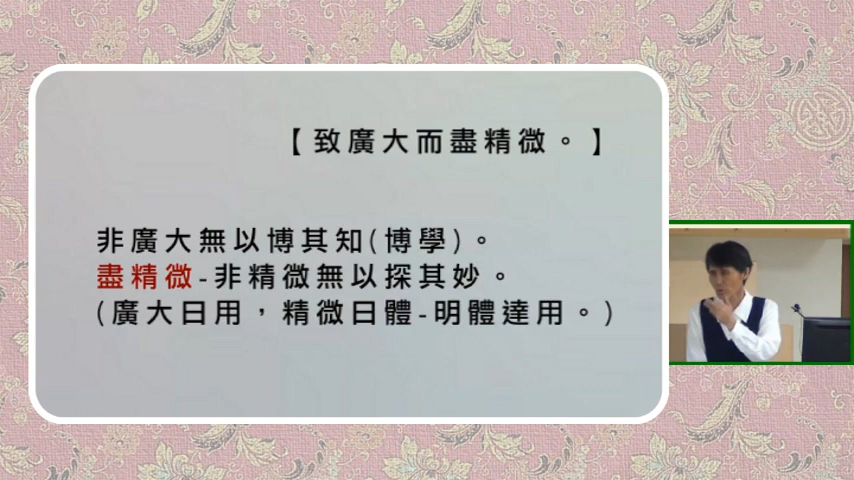 【致廣大而盡精微。】
非廣大無以博其知(博學)。
盡精微-非精微無以探其妙。
(廣大日用，精微日體-明體達用。)